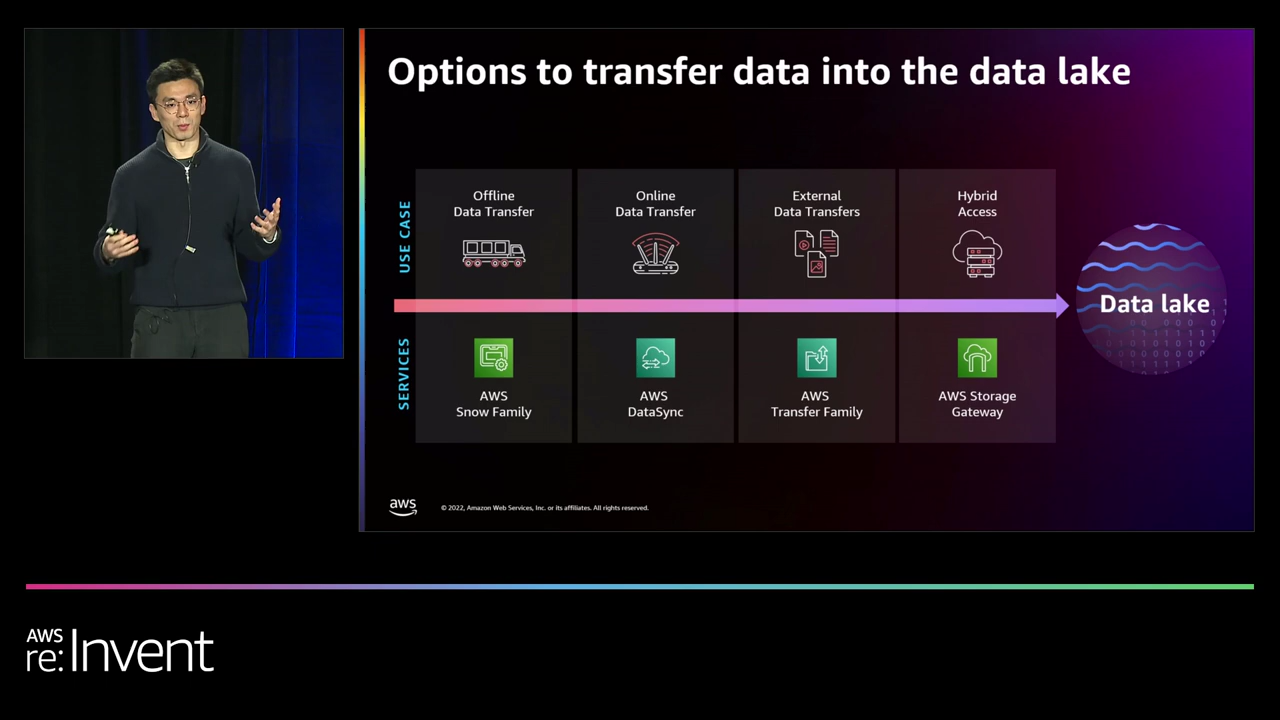 Options to transfer data into the data lake
USE CASE
Offline
Data Transfer
Online
Data Transfer
External
Data Transfers
Hybrid
Access
Data lake
SERVICES
AWS
Snow Family
AWS
DataSync
AWS
Transfer Family
AWS Storage
Gateway
aws
© 2022, Amazon Web Services, Inc. or its affiliates. All rights reserved.
AWS
re:Invent